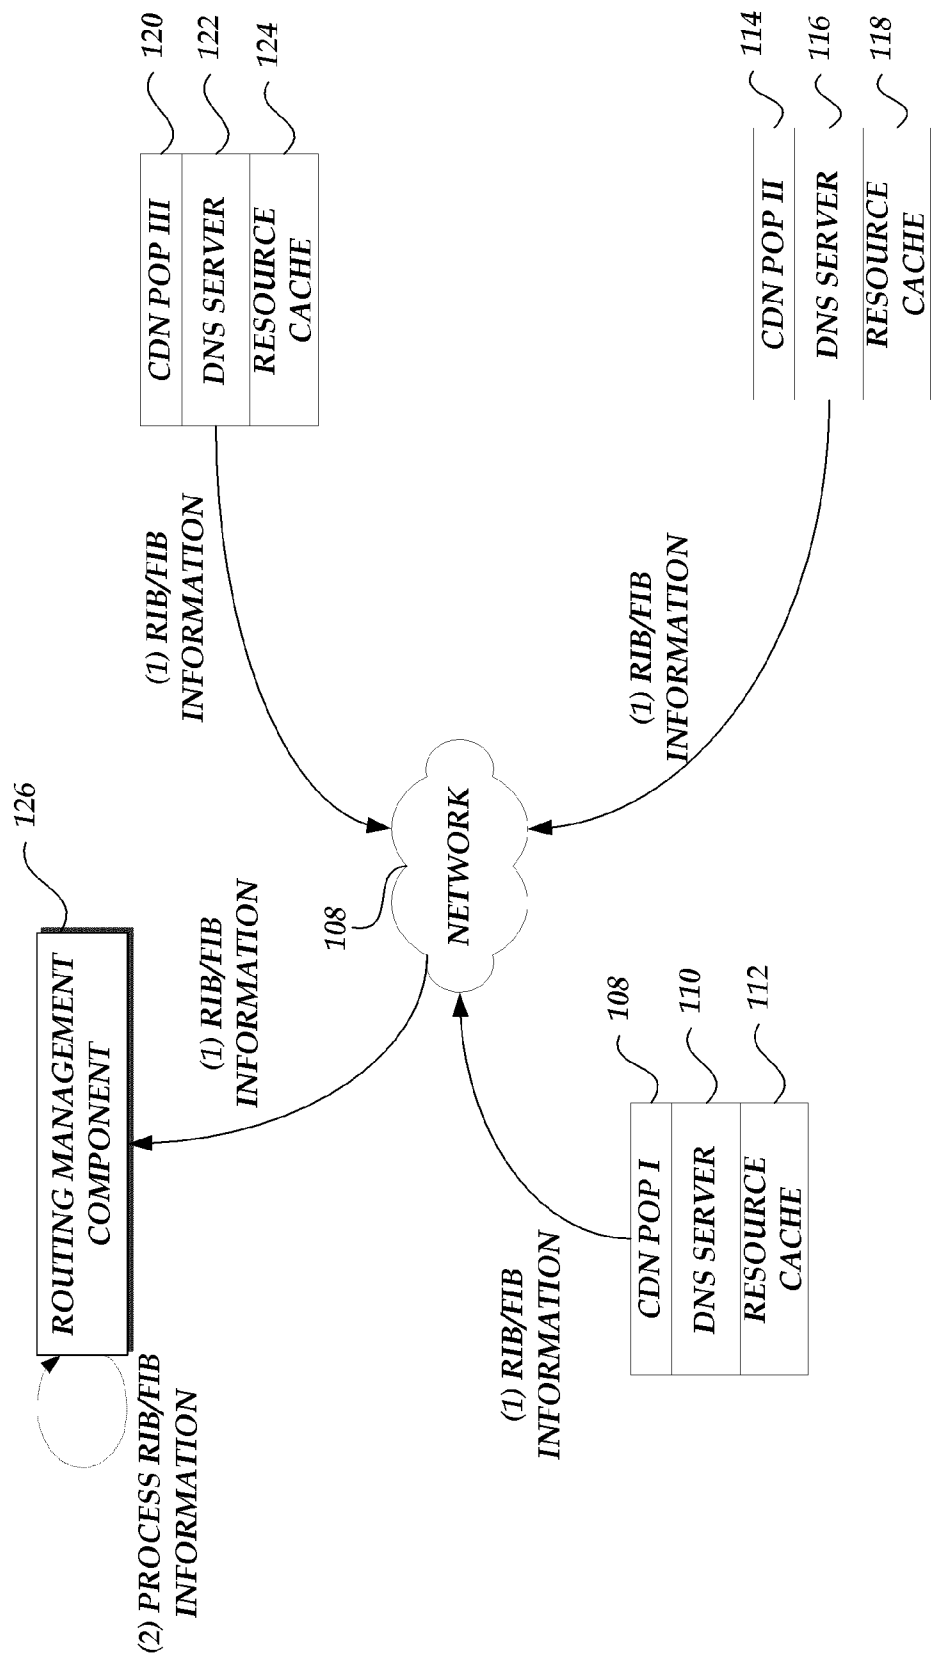 (2) PROCESS RIB/FIB
INFORMATION
ROUTING MANAGEMENT
COMPONENT
126
(1) RIB/FIB
INFORMATION
(1) RIB/FIB
INFORMATION
CDN POP III
DNS SERVER
RESOURCE
CACHE
120
122
124
108
NETWORK
(1) RIB/FIB
INFORMATION
CDN POP I
DNS SERVER
RESOURCE
CACHE
108
110
112
(1) RIB/FIB
INFORMATION
CDN POP II
DNS SERVER
RESOURCE
CACHE
114
116
118